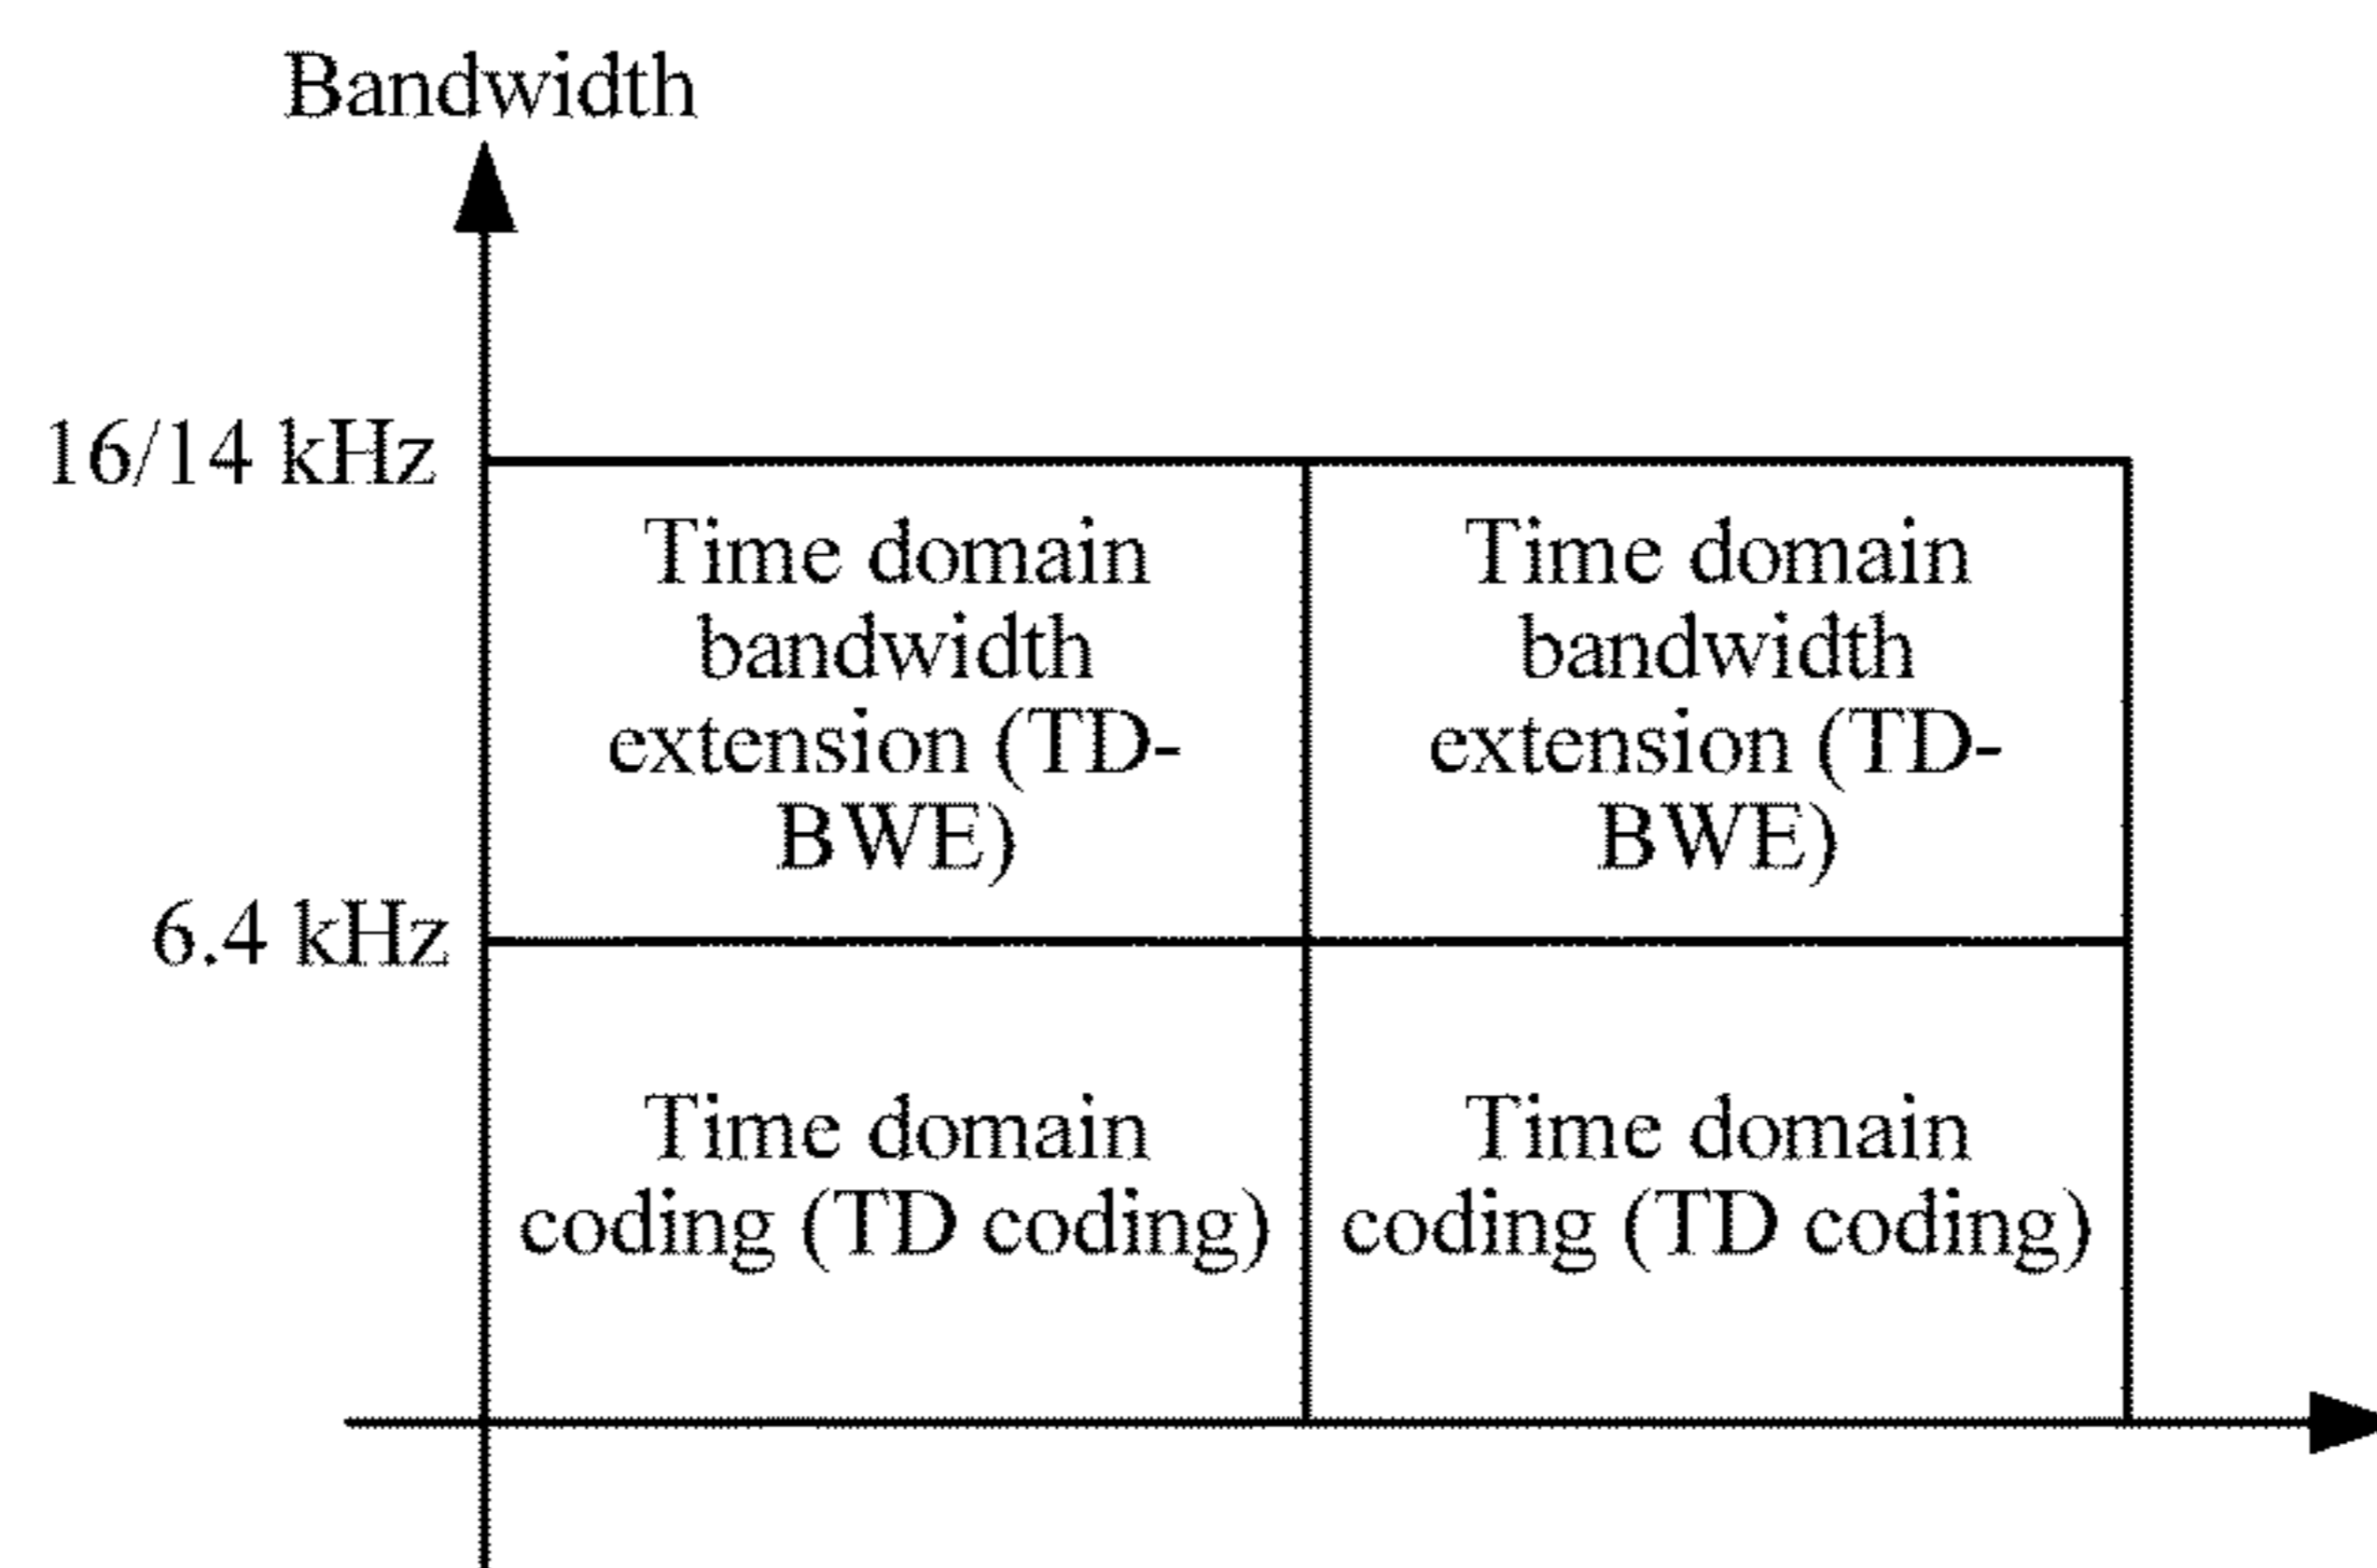 Bandwidth
16/14 kHz
Time domain
bandwidth
extension (TD-
BWE)
Time domain
bandwidth
extension (TD-
BWE)
6.4 kHz
Time domain
coding (TD coding)
Time domain
coding (TD coding)